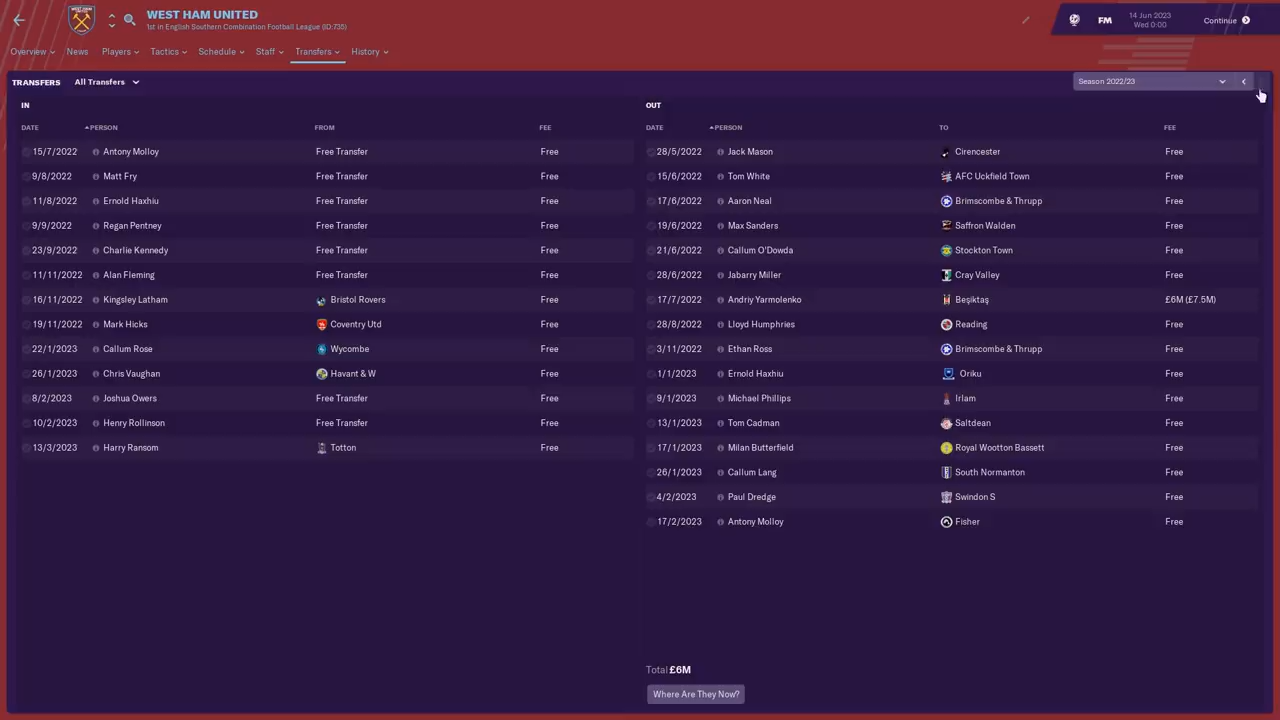 WEST HAM UNITED
1st in English Southern Combination Football League (ID:735)
FM
14 Jun 2023
Wed 0:00
Continue
Overview
News
Players
Tactics
Schedule
Staff
Transfers
History
TRANSFERS
All Transfers
Season 2022/23
IN
DATE PERSON FROM FEE
15/7/2022 Antony Molloy Free Transfer Free
9/8/2022 Matt Fry Free Transfer Free
11/8/2022 Ernold Haxhiu Free Transfer Free
9/9/2022 Regan Pentney Free Transfer Free
23/9/2022 Charlie Kennedy Free Transfer Free
11/11/2022 Alan Fleming Free Transfer Free
16/11/2022 Kingsley Latham Bristol Rovers Free
19/11/2022 Mark Hicks Coventry Utd Free
22/1/2023 Callum Rose Wycombe Free
26/1/2023 Chris Vaughan Havant & W Free
8/2/2023 Joshua Owers Free Transfer Free
10/2/2023 Henry Rollinson Free Transfer Free
13/3/2023 Harry Ransom Totton Free
OUT
DATE PERSON TO FEE
28/5/2022 Jack Mason Cirencester Free
15/6/2022 Tom White AFC Uckfield Town Free
17/6/2022 Aaron Neal Brimscombe & Thrupp Free
19/6/2022 Max Sanders Saffron Walden Free
21/6/2022 Callum O'Dowda Stockton Town Free
28/6/2022 Jabarry Miller Cray Valley Free
17/7/2022 Andriy Yarmolenko Beşiktaş £6M (£7.5M)
28/8/2022 Lloyd Humphries Reading Free
3/11/2022 Ethan Ross Brimscombe & Thrupp Free
1/1/2023 Ernold Haxhiu Oriku Free
9/1/2023 Michael Phillips Irlam Free
13/1/2023 Tom Cadman Saltdean Free
17/1/2023 Milan Butterfield Royal Wootton Bassett Free
26/1/2023 Callum Lang South Normanton Free
4/2/2023 Paul Dredge Swindon S Free
17/2/2023 Antony Molloy Fisher Free
Total £6M
Where Are They Now?